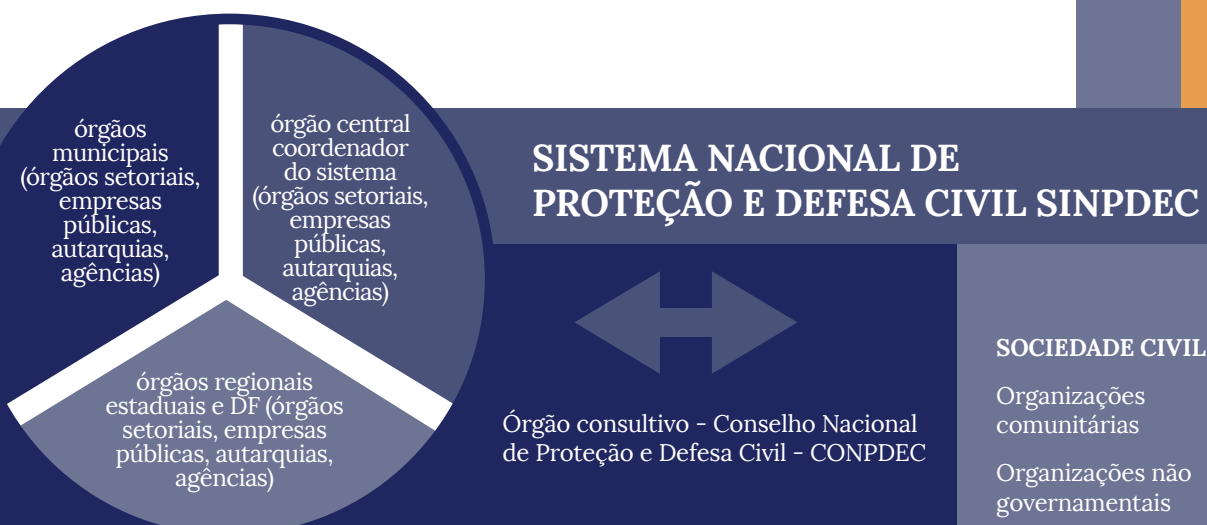 SISTEMA NACIONAL DE
PROTEÇÃO E DEFESA CIVIL SINPDEC
órgãos
municipais
(órgãos setoriais,
empresas
públicas,
autarquias,
agências)
órgão central
coordenador
do sistema
(órgãos setoriais,
empresas
públicas,
autarquias,
agências)
órgãos regionais
estaduais e DF (órgãos
setoriais, empresas
públicas, autarquias,
agências)
Órgão consultivo - Conselho Nacional
de Proteção e Defesa Civil - CONPDEC
SOCIEDADE CIVIL
Organizações
comunitárias
Organizações não
governamentais